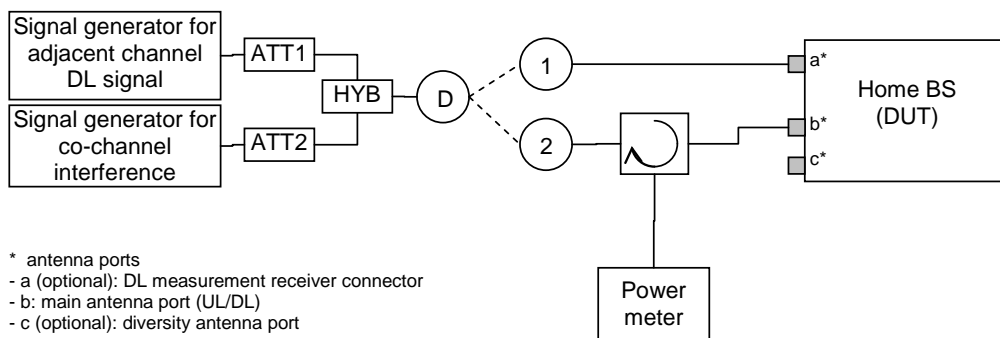 Signal generator for
adjacent channel
DL signal
ATT1
HYB
D
1
2
Signal generator for
co-channel
interference
ATT2
a*
b*
c*
Home BS
(DUT)
Power
meter
* antenna ports
- a (optional): DL measurement receiver connector
- b: main antenna port (UL/DL)
- c (optional): diversity antenna port